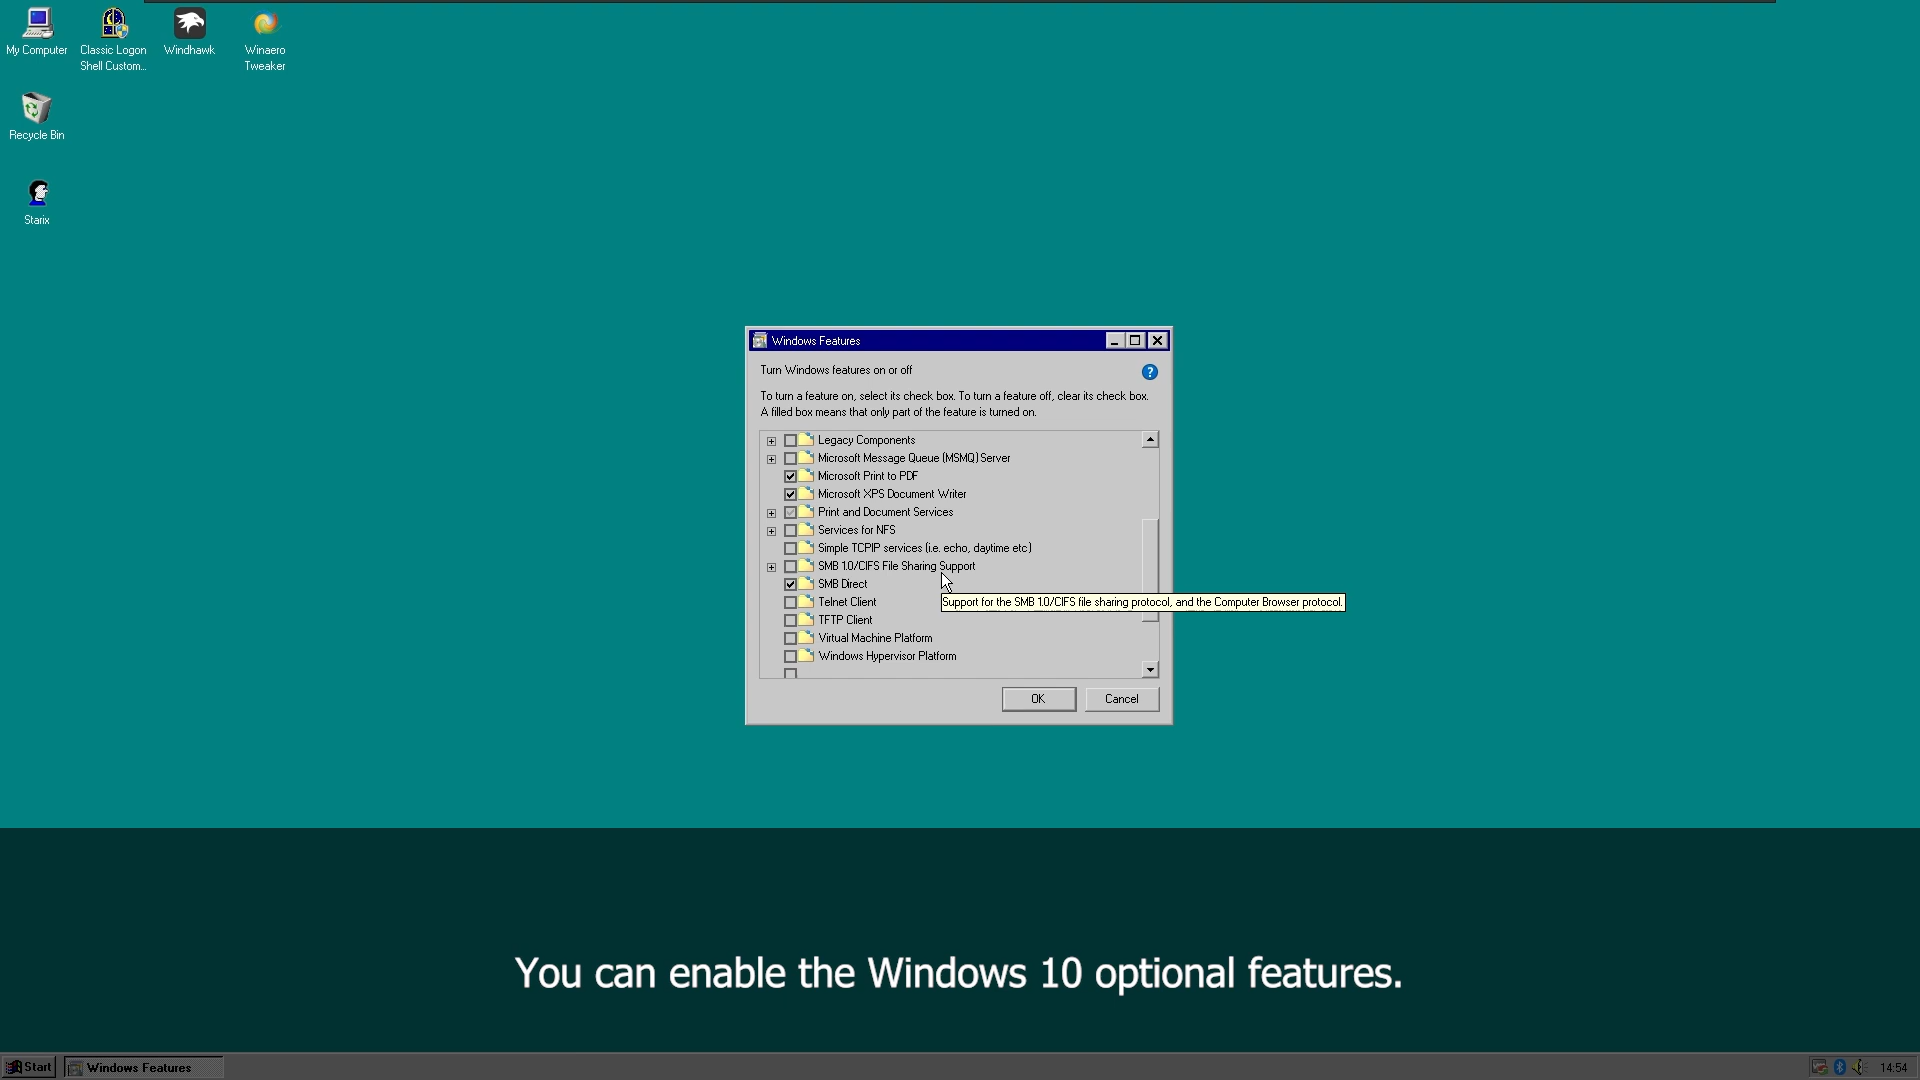 My Computer
Classic Logon
Shell Custom...
Windhawk
Winaero
Tweaker
Recycle Bin
Starix
Windows Features
Turn Windows features on or off
?
To turn a feature on, select its check box. To turn a feature off, clear its check box.
A filled box means that only part of the feature is turned on.
Legacy Components
Microsoft Message Queue (MSMQ) Server
Microsoft Print to PDF
Microsoft XPS Document Writer
Print and Document Services
Services for NFS
Simple TCPIP services (i.e. echo, daytime etc)
SMB 1.0/CIFS File Sharing Support
SMB Direct
Telnet Client
Support for the SMB 1.0/CIFS file sharing protocol, and the Computer Browser protocol.
TFTP Client
Virtual Machine Platform
Windows Hypervisor Platform
OK
Cancel
You can enable the Windows 10 optional features.
Start
Windows Features
14:54